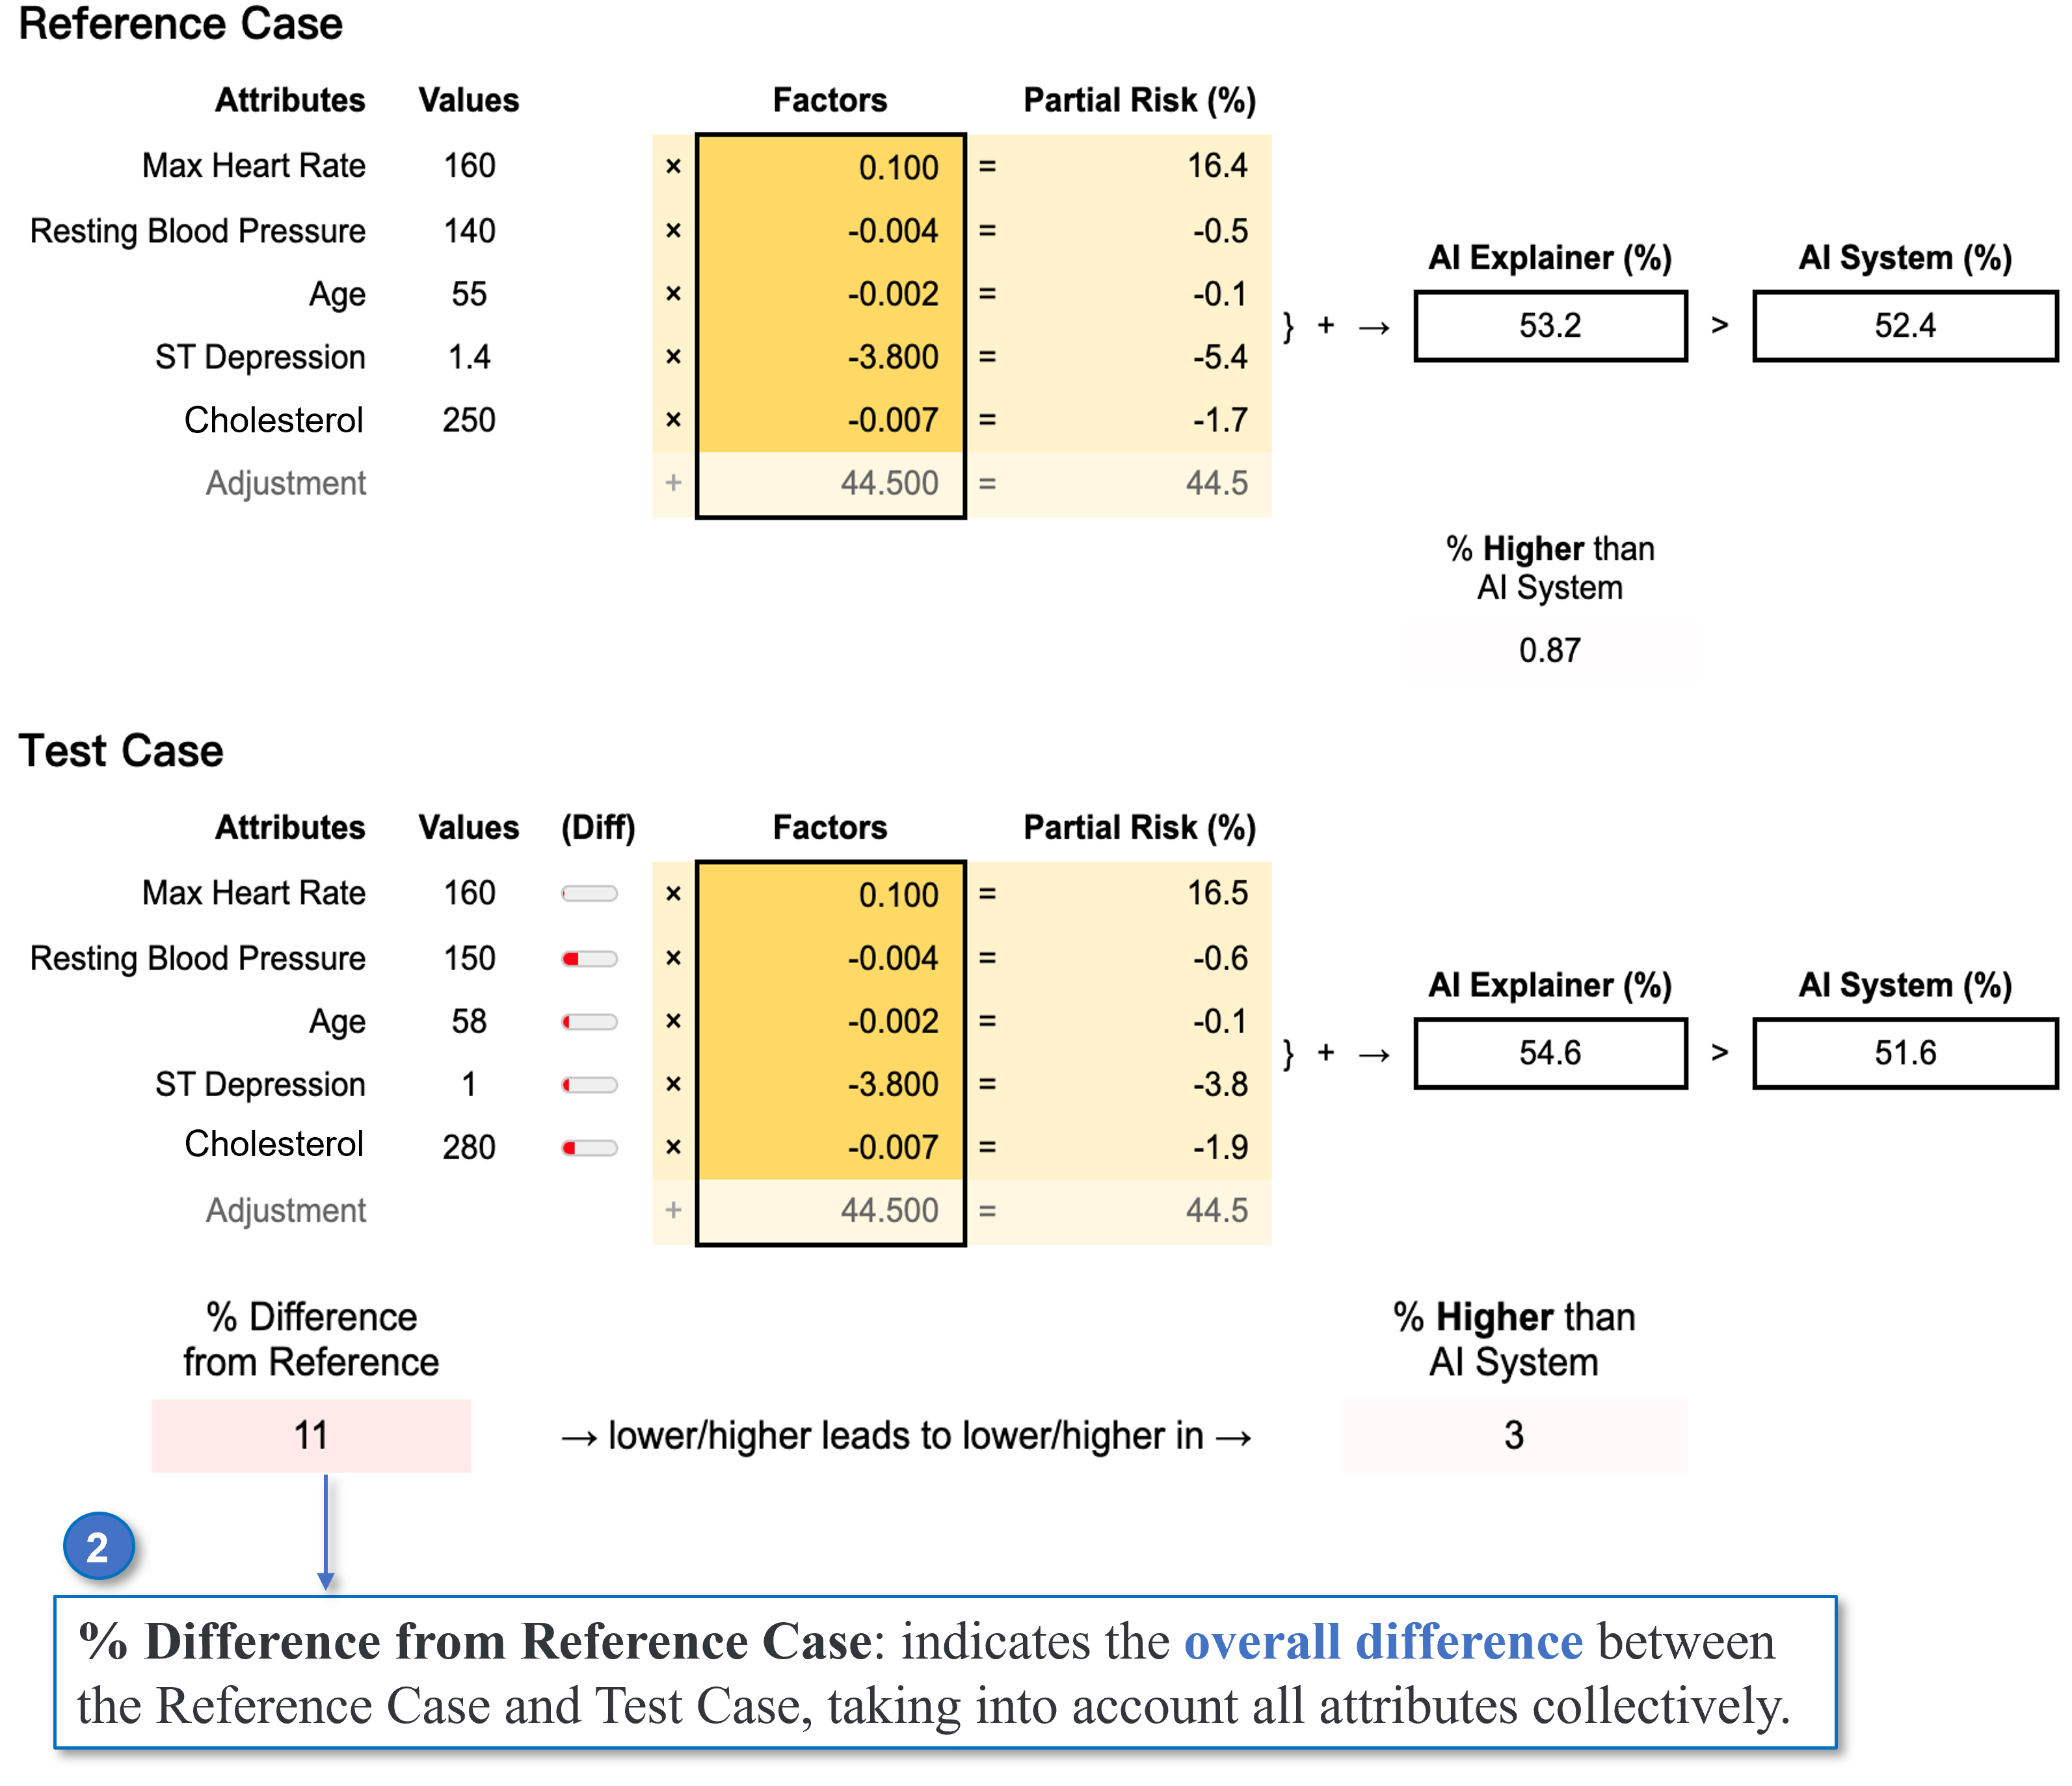 Reference Case
Attributes Values Factors Partial Risk (%)
Max Heart Rate 160 × 0.100 = 16.4
Resting Blood Pressure 140 × -0.004 = -0.5
Age 55 × -0.002 = -0.1
ST Depression 1.4 × -3.800 = -5.4
Cholesterol 250 × -0.007 = -1.7
Adjustment + 44.500 = 44.5
AI Explainer (%) AI System (%)
} + → 53.2 > 52.4
% Higher than
AI System
0.87
Test Case
Attributes Values (Diff) Factors Partial Risk (%)
Max Heart Rate 160 × 0.100 = 16.5
Resting Blood Pressure 150 × -0.004 = -0.6
Age 58 × -0.002 = -0.1
ST Depression 1 × -3.800 = -3.8
Cholesterol 280 × -0.007 = -1.9
Adjustment + 44.500 = 44.5
AI Explainer (%) AI System (%)
} + → 54.6 > 51.6
% Difference
from Reference
11
→ lower/higher leads to lower/higher in →
% Higher than
AI System
3
2
% Difference from Reference Case: indicates the overall difference between
the Reference Case and Test Case, taking into account all attributes collectively.